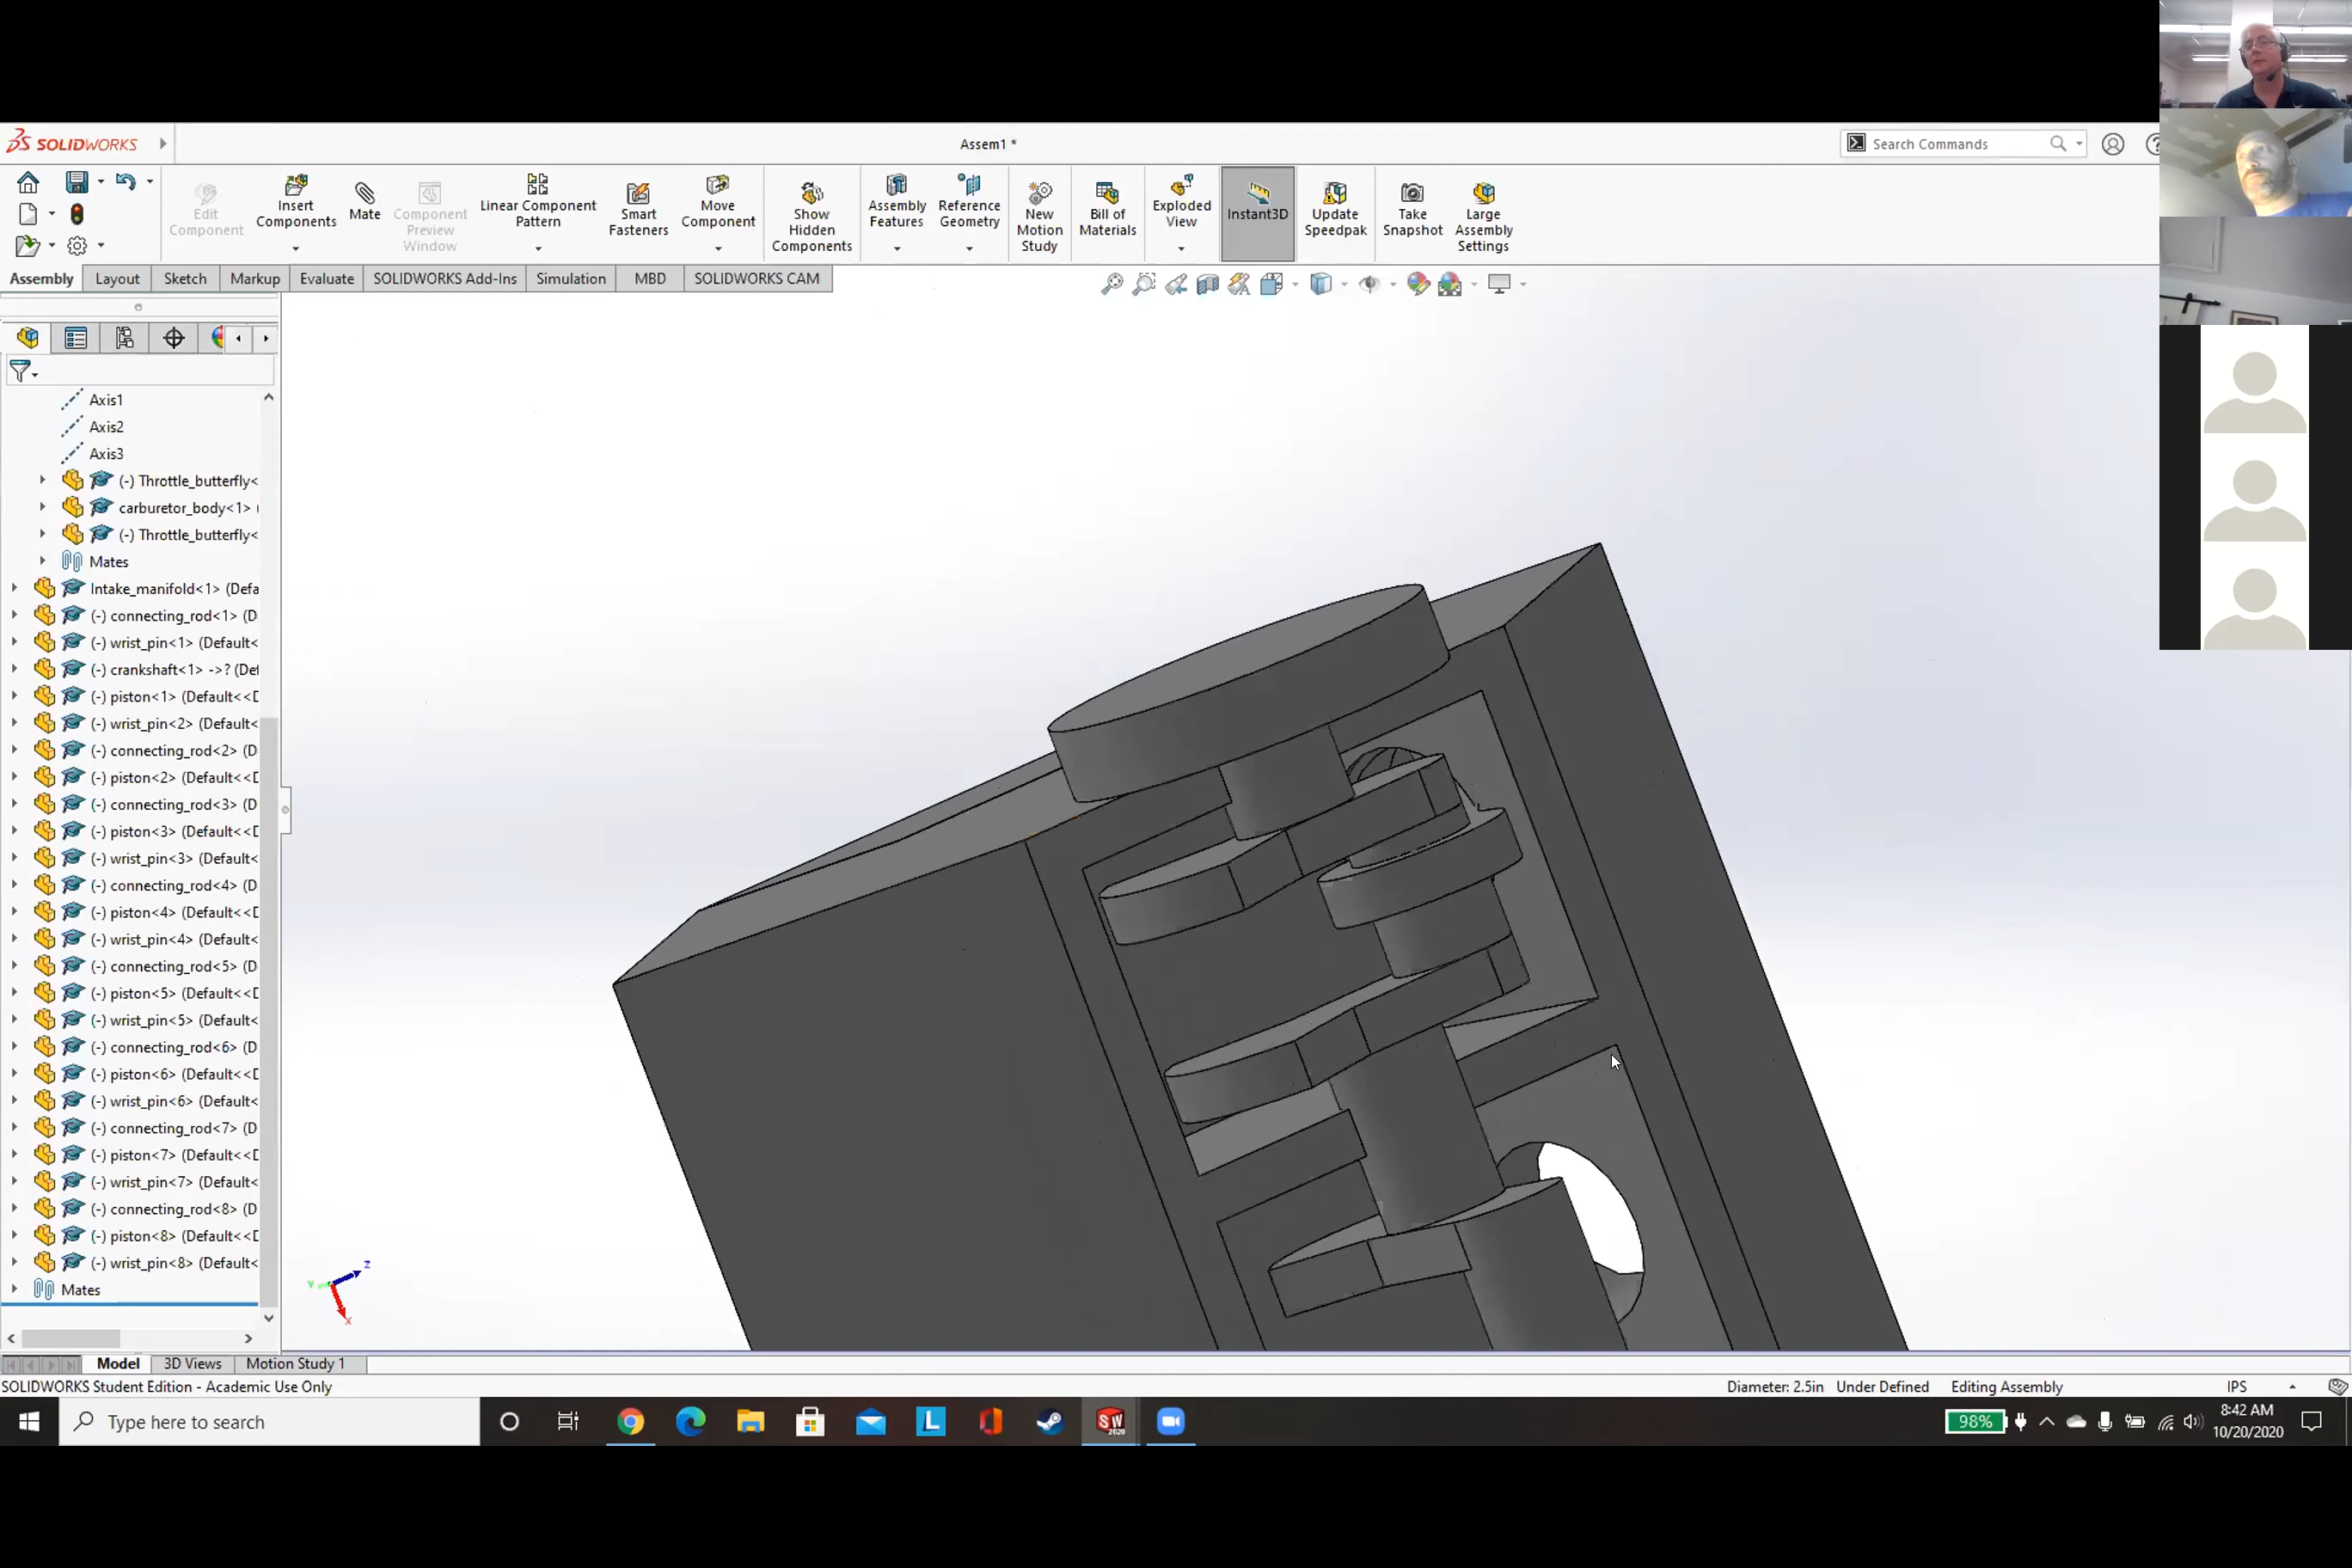 SOLIDWORKS
Assem1 *
Search Commands
Edit
Component
Insert
Components
Mate
Component
Preview
Window
Linear Component
Pattern
Smart
Fasteners
Move
Component
Show
Hidden
Components
Assembly
Features
Reference
Geometry
New
Motion
Study
Bill of
Materials
Exploded
View
Instant3D
Update
Speedpak
Take
Snapshot
Large
Assembly
Settings
Assembly Layout Sketch Markup Evaluate SOLIDWORKS Add-Ins Simulation MBD SOLIDWORKS CAM
Axis1
Axis2
Axis3
(-) Throttle_butterfly<
carburetor_body<1> (
(-) Throttle_butterfly<
Mates
Intake_manifold<1> (Defa
(-) connecting_rod<1> (D
(-) wrist_pin<1> (Default<
(-) crankshaft<1> ->? (Def
(-) piston<1> (Default<<D
(-) wrist_pin<2> (Default<
(-) connecting_rod<2> (D
(-) piston<2> (Default<<D
(-) connecting_rod<3> (D
(-) piston<3> (Default<<D
(-) wrist_pin<3> (Default<
(-) connecting_rod<4> (D
(-) piston<4> (Default<<D
(-) wrist_pin<4> (Default<
(-) connecting_rod<5> (D
(-) piston<5> (Default<<D
(-) wrist_pin<5> (Default<
(-) connecting_rod<6> (D
(-) piston<6> (Default<<D
(-) wrist_pin<6> (Default<
(-) connecting_rod<7> (D
(-) piston<7> (Default<<D
(-) wrist_pin<7> (Default<
(-) connecting_rod<8> (D
(-) piston<8> (Default<<D
(-) wrist_pin<8> (Default<
Mates
Y
Z
X
Model 3D Views Motion Study 1
SOLIDWORKS Student Edition - Academic Use Only
Diameter: 2.5in Under Defined Editing Assembly IPS
Type here to search
L
SW
2020
98%
8:42 AM
10/20/2020